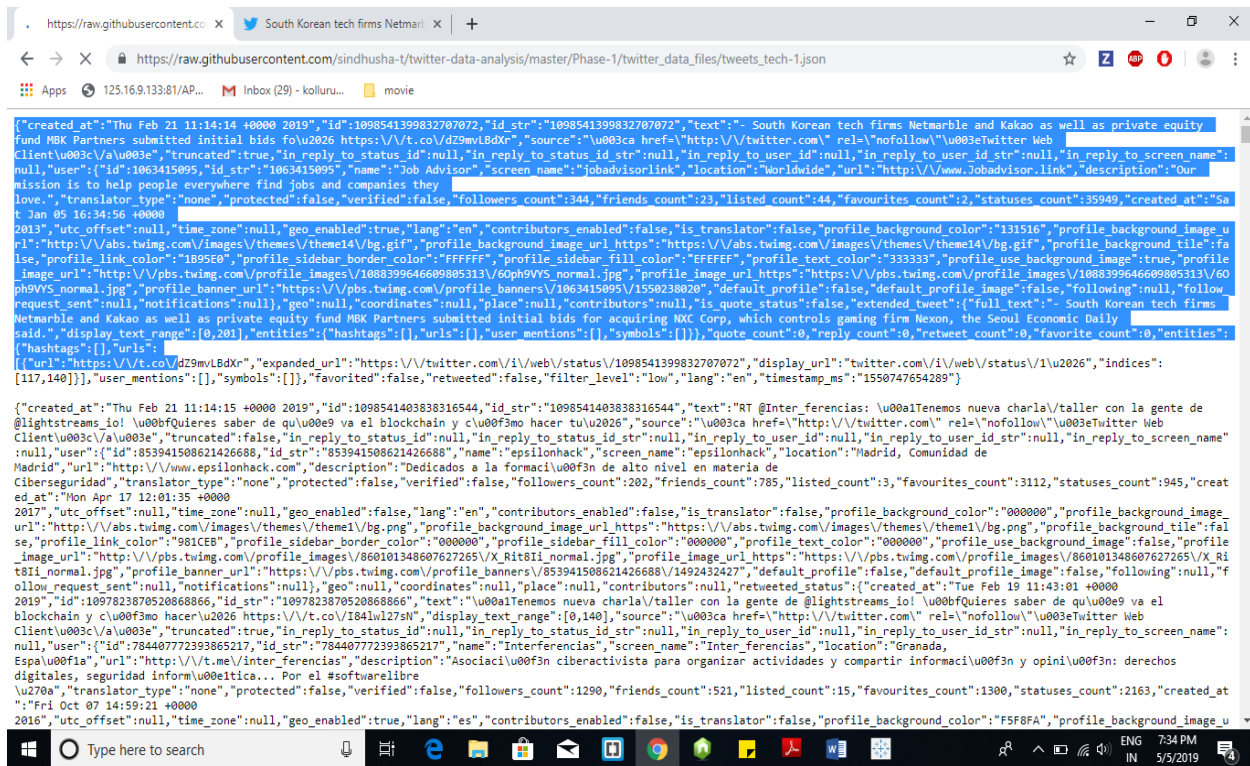 https://raw.githubusercontent.co
South Korean tech firms Netmarb
https://raw.githubusercontent.com/sindhusha-t/twitter-data-analysis/master/Phase-1/twitter_data_files/tweets_tech-1.json
Apps 125.16.9.133:81/AP... Inbox (29) - kolluru... movie
{"created_at":"Thu Feb 21 11:14:14 +0000 2019","id":1098541399832707072,"id_str":"1098541399832707072","text":"- South Korean tech firms Netmarble and Kakao as well as private equity
fund MBK Partners submitted initial bids fo\u2026 https:\/\/t.co\/dZ9mvLBdXr","source":"\u003ca href=\"http:\/\/twitter.com\" rel=\"nofollow\"\u003eTwitter Web
Client\u003c\/a\u003e","truncated":true,"in_reply_to_status_id":null,"in_reply_to_status_id_str":null,"in_reply_to_user_id":null,"in_reply_to_user_id_str":null,"in_reply_to_screen_name":
null,"user":{"id":1063415095,"id_str":"1063415095","name":"Job Advisor","screen_name":"jobadvisorlink","location":"Worldwide","url":"http:\/\/www.Jobadvisor.link","description":"Our
mission is to help people everywhere find jobs and companies they
love.","translator_type":"none","protected":false,"verified":false,"followers_count":344,"friends_count":23,"listed_count":44,"favourites_count":2,"statuses_count":35949,"created_at":"Sa
t Jan 05 16:34:56 +0000
2013","utc_offset":null,"time_zone":null,"geo_enabled":true,"lang":"en","contributors_enabled":false,"is_translator":false,"profile_background_color":"131516","profile_background_image_u
rl":"http:\/\/abs.twimg.com\/images\/themes\/theme14\/bg.gif","profile_background_image_url_https":"https:\/\/abs.twimg.com\/images\/themes\/theme14\/bg.gif","profile_background_tile":fa
lse,"profile_link_color":"1B95E0","profile_sidebar_border_color":"FFFFFF","profile_sidebar_fill_color":"EFEFEF","profile_text_color":"333333","profile_use_background_image":true,"profile
_image_url":"http:\/\/pbs.twimg.com\/profile_images\/1088399646609805313\/6Oph9VYS_normal.jpg","profile_image_url_https":"https:\/\/pbs.twimg.com\/profile_images\/1088399646609805313\/6O
ph9VYS_normal.jpg","profile_banner_url":"https:\/\/pbs.twimg.com\/profile_banners\/1063415095\/1550238020","default_profile":false,"default_profile_image":false,"following":null,"follow_
request_sent":null,"notifications":null},"geo":null,"coordinates":null,"place":null,"contributors":null,"is_quote_status":false,"extended_tweet":{"full_text":"- South Korean tech firms
Netmarble and Kakao as well as private equity fund MBK Partners submitted initial bids for acquiring NXC Corp, which controls gaming firm Nexon, the Seoul Economic Daily
said.","display_text_range":[0,201],"entities":{"hashtags":[],"urls":[],"user_mentions":[],"symbols":[]}},"quote_count":0,"reply_count":0,"retweet_count":0,"favorite_count":0,"entities":
{"hashtags":[],"urls":
[{"url":"https:\/\/t.co\/dZ9mvLBdXr","expanded_url":"https:\/\/twitter.com\/i\/web\/status\/1098541399832707072","display_url":"twitter.com\/i\/web\/status\/1\u2026","indices":
[117,140]}],"user_mentions":[],"symbols":[]},"favorited":false,"retweeted":false,"filter_level":"low","lang":"en","timestamp_ms":"1550747654289"}
{"created_at":"Thu Feb 21 11:14:15 +0000 2019","id":1098541403838316544,"id_str":"1098541403838316544","text":"RT @Inter_ferencias: \u00a1Tenemos nueva charla\/taller con la gente de
@lightstreams_io! \u00bfQuieres saber de qu\u00e9 va el blockchain y c\u00f3mo hacer tu\u2026","source":"\u003ca href=\"http:\/\/twitter.com\" rel=\"nofollow\"\u003eTwitter Web
Client\u003c\/a\u003e","truncated":false,"in_reply_to_status_id":null,"in_reply_to_status_id_str":null,"in_reply_to_user_id":null,"in_reply_to_user_id_str":null,"in_reply_to_screen_name"
:null,"user":{"id":853941508621426688,"id_str":"853941508621426688","name":"epsilonhack","screen_name":"epsilonhack","location":"Madrid, Comunidad de
Madrid","url":"http:\/\/www.epsilonhack.com","description":"Dedicados a la formaci\u00f3n de alto nivel en materia de
Ciberseguridad","translator_type":"none","protected":false,"verified":false,"followers_count":202,"friends_count":785,"listed_count":3,"favourites_count":3112,"statuses_count":945,"creat
ed_at":"Mon Apr 17 12:01:35 +0000
2017","utc_offset":null,"time_zone":null,"geo_enabled":false,"lang":"en","contributors_enabled":false,"is_translator":false,"profile_background_color":"000000","profile_background_image_
url":"http:\/\/abs.twimg.com\/images\/themes\/theme1\/bg.png","profile_background_image_url_https":"https:\/\/abs.twimg.com\/images\/themes\/theme1\/bg.png","profile_background_tile":fal
se,"profile_link_color":"981CEB","profile_sidebar_border_color":"000000","profile_sidebar_fill_color":"000000","profile_text_color":"000000","profile_use_background_image":false,"profile
_image_url":"http:\/\/pbs.twimg.com\/profile_images\/860101348607627265\/X_Rit8Ii_normal.jpg","profile_image_url_https":"https:\/\/pbs.twimg.com\/profile_images\/860101348607627265\/X_Ri
t8Ii_normal.jpg","profile_banner_url":"https:\/\/pbs.twimg.com\/profile_banners\/853941508621426688\/1492432427","default_profile":false,"default_profile_image":false,"following":null,"f
ollow_request_sent":null,"notifications":null},"geo":null,"coordinates":null,"place":null,"contributors":null,"retweeted_status":{"created_at":"Tue Feb 19 11:43:01 +0000
2019","id":1097823870520868866,"id_str":"1097823870520868866","text":"\u00a1Tenemos nueva charla\/taller con la gente de @lightstreams_io! \u00bfQuieres saber de qu\u00e9 va el
blockchain y c\u00f3mo hacer\u2026 https:\/\/t.co\/I84lwl27sN","display_text_range":[0,140],"source":"\u003ca href=\"http:\/\/twitter.com\" rel=\"nofollow\"\u003eTwitter Web
Client\u003c\/a\u003e","truncated":true,"in_reply_to_status_id":null,"in_reply_to_status_id_str":null,"in_reply_to_user_id":null,"in_reply_to_user_id_str":null,"in_reply_to_screen_name":
null,"user":{"id":784407772393865217,"id_str":"784407772393865217","name":"Interferencias","screen_name":"Inter_ferencias","location":"Granada,
Espa\u00f1a","url":"http:\/\/t.me\/inter_ferencias","description":"Asociaci\u00f3n ciberactivista para organizar actividades y compartir informaci\u00f3n y opini\u00f3n: derechos
digitales, seguridad inform\u00e1tica... Por el #softwarelibre
\u270a","translator_type":"none","protected":false,"verified":false,"followers_count":1290,"friends_count":521,"listed_count":15,"favourites_count":1300,"statuses_count":2163,"created_at
":"Fri Oct 07 14:59:21 +0000
2016","utc_offset":null,"time_zone":null,"geo_enabled":true,"lang":"es","contributors_enabled":false,"is_translator":false,"profile_background_color":"F5F8FA","profile_background_image_u
Type here to search
ENG
IN
7:34 PM
5/5/2019